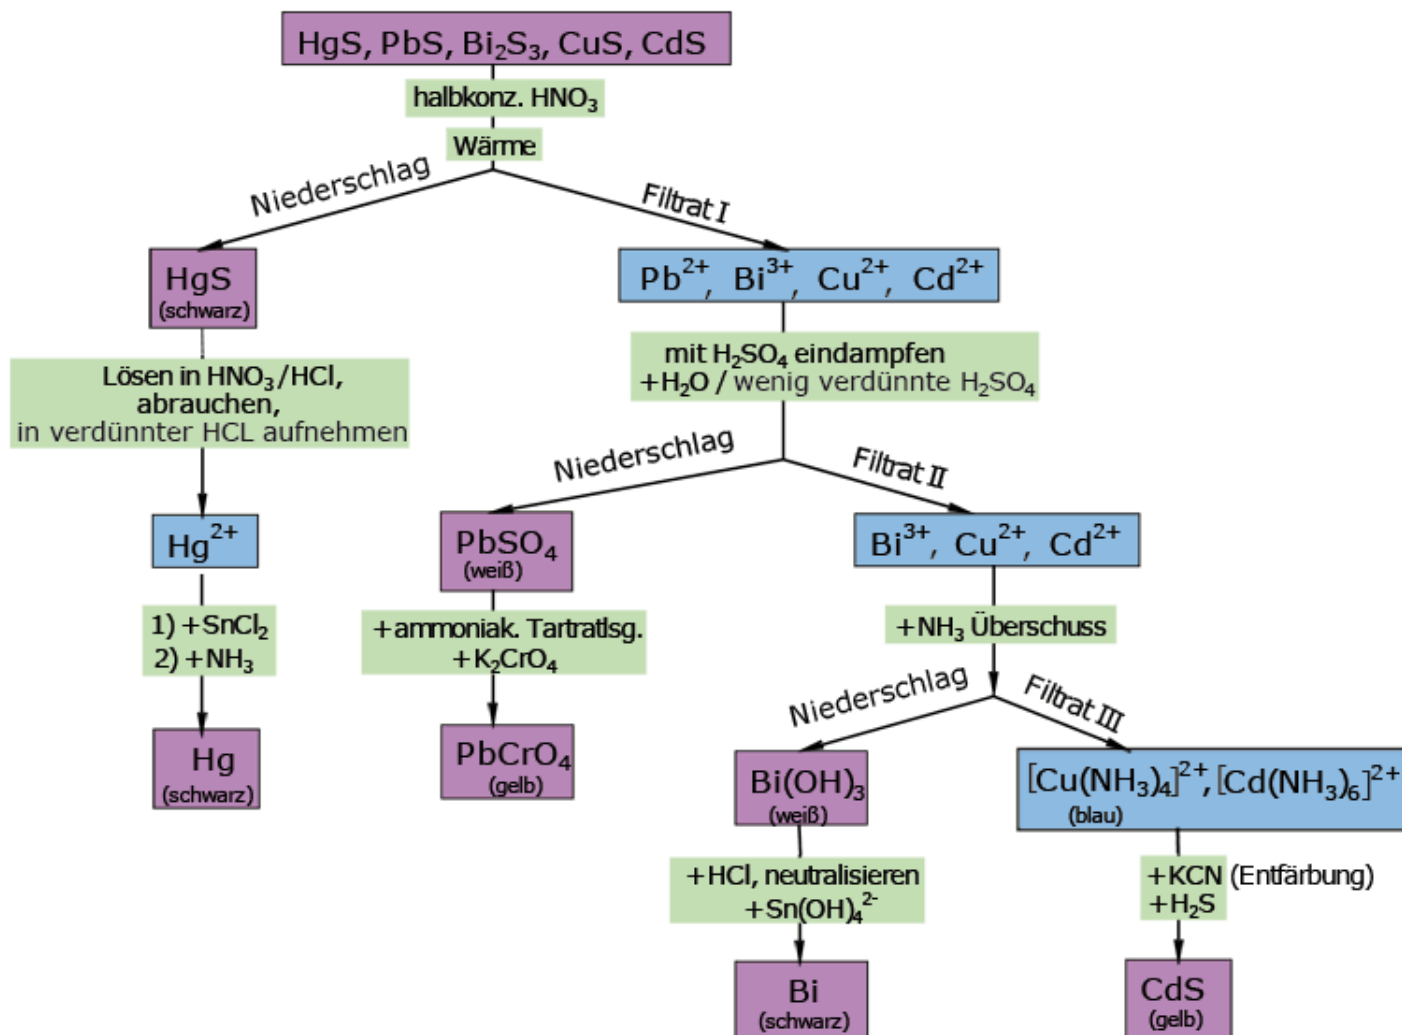 HgS, PbS, Bi₂S₃, CuS, CdS
halbkonz. HNO₃
Wärme
Niederschlag
Filtrat I
HgS
(schwarz)
Pb²⁺, Bi³⁺, Cu²⁺, Cd²⁺
Lösen in HNO₃/HCl,
abrauchen,
in verdünnter HCL aufnehmen
mit H₂SO₄ eindampfen
+H₂O / wenig verdünnte H₂SO₄
Niederschlag
Filtrat II
Hg²⁺
PbSO₄
(weiß)
Bi³⁺, Cu²⁺, Cd²⁺
1) +SnCl₂
2) +NH₃
+ammoniak. Tartratlsg.
+K₂CrO₄
+NH₃ Überschuss
Niederschlag
Filtrat III
Hg
(schwarz)
PbCrO₄
(gelb)
Bi(OH)₃
(weiß)
[Cu(NH₃)₄]²⁺, [Cd(NH₃)₆]²⁺
(blau)
+HCl, neutralisieren
+Sn(OH)₄²⁻
+KCN (Entfärbung)
+H₂S
Bi
(schwarz)
CdS
(gelb)